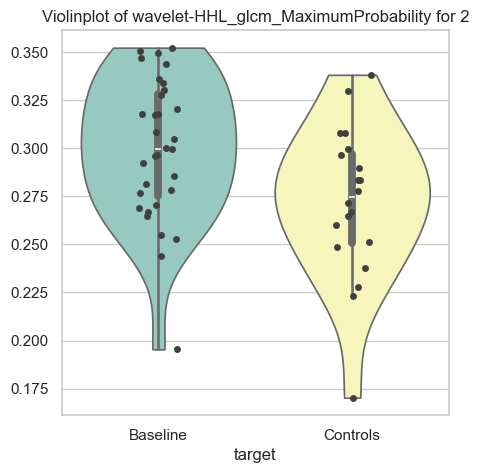 Violinplot of wavelet-HHL_glcm_MaximumProbability for 2
0.350
0.325
0.300
0.275
0.250
0.225
0.200
0.175
Baseline Controls
target